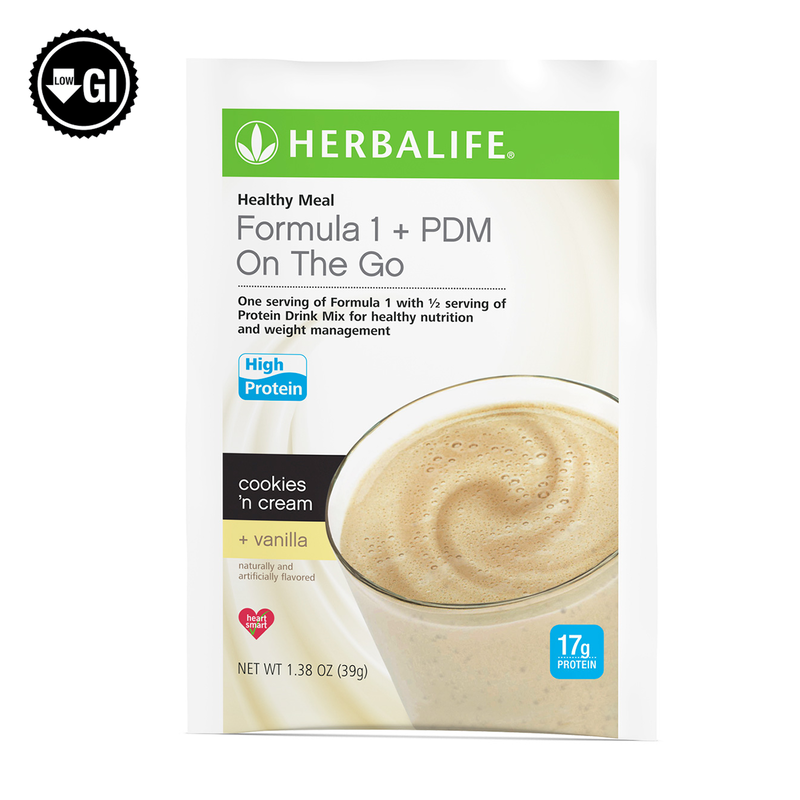 LOW GI
HERBALIFE®
Healthy Meal
Formula 1 + PDM
On The Go
One serving of Formula 1 with ½ serving of
Protein Drink Mix for healthy nutrition
and weight management
High
Protein
cookies
'n cream
+ vanilla
naturally and
artificially flavored
heart
smart
NET WT 1.38 OZ (39g)
17g
PROTEIN